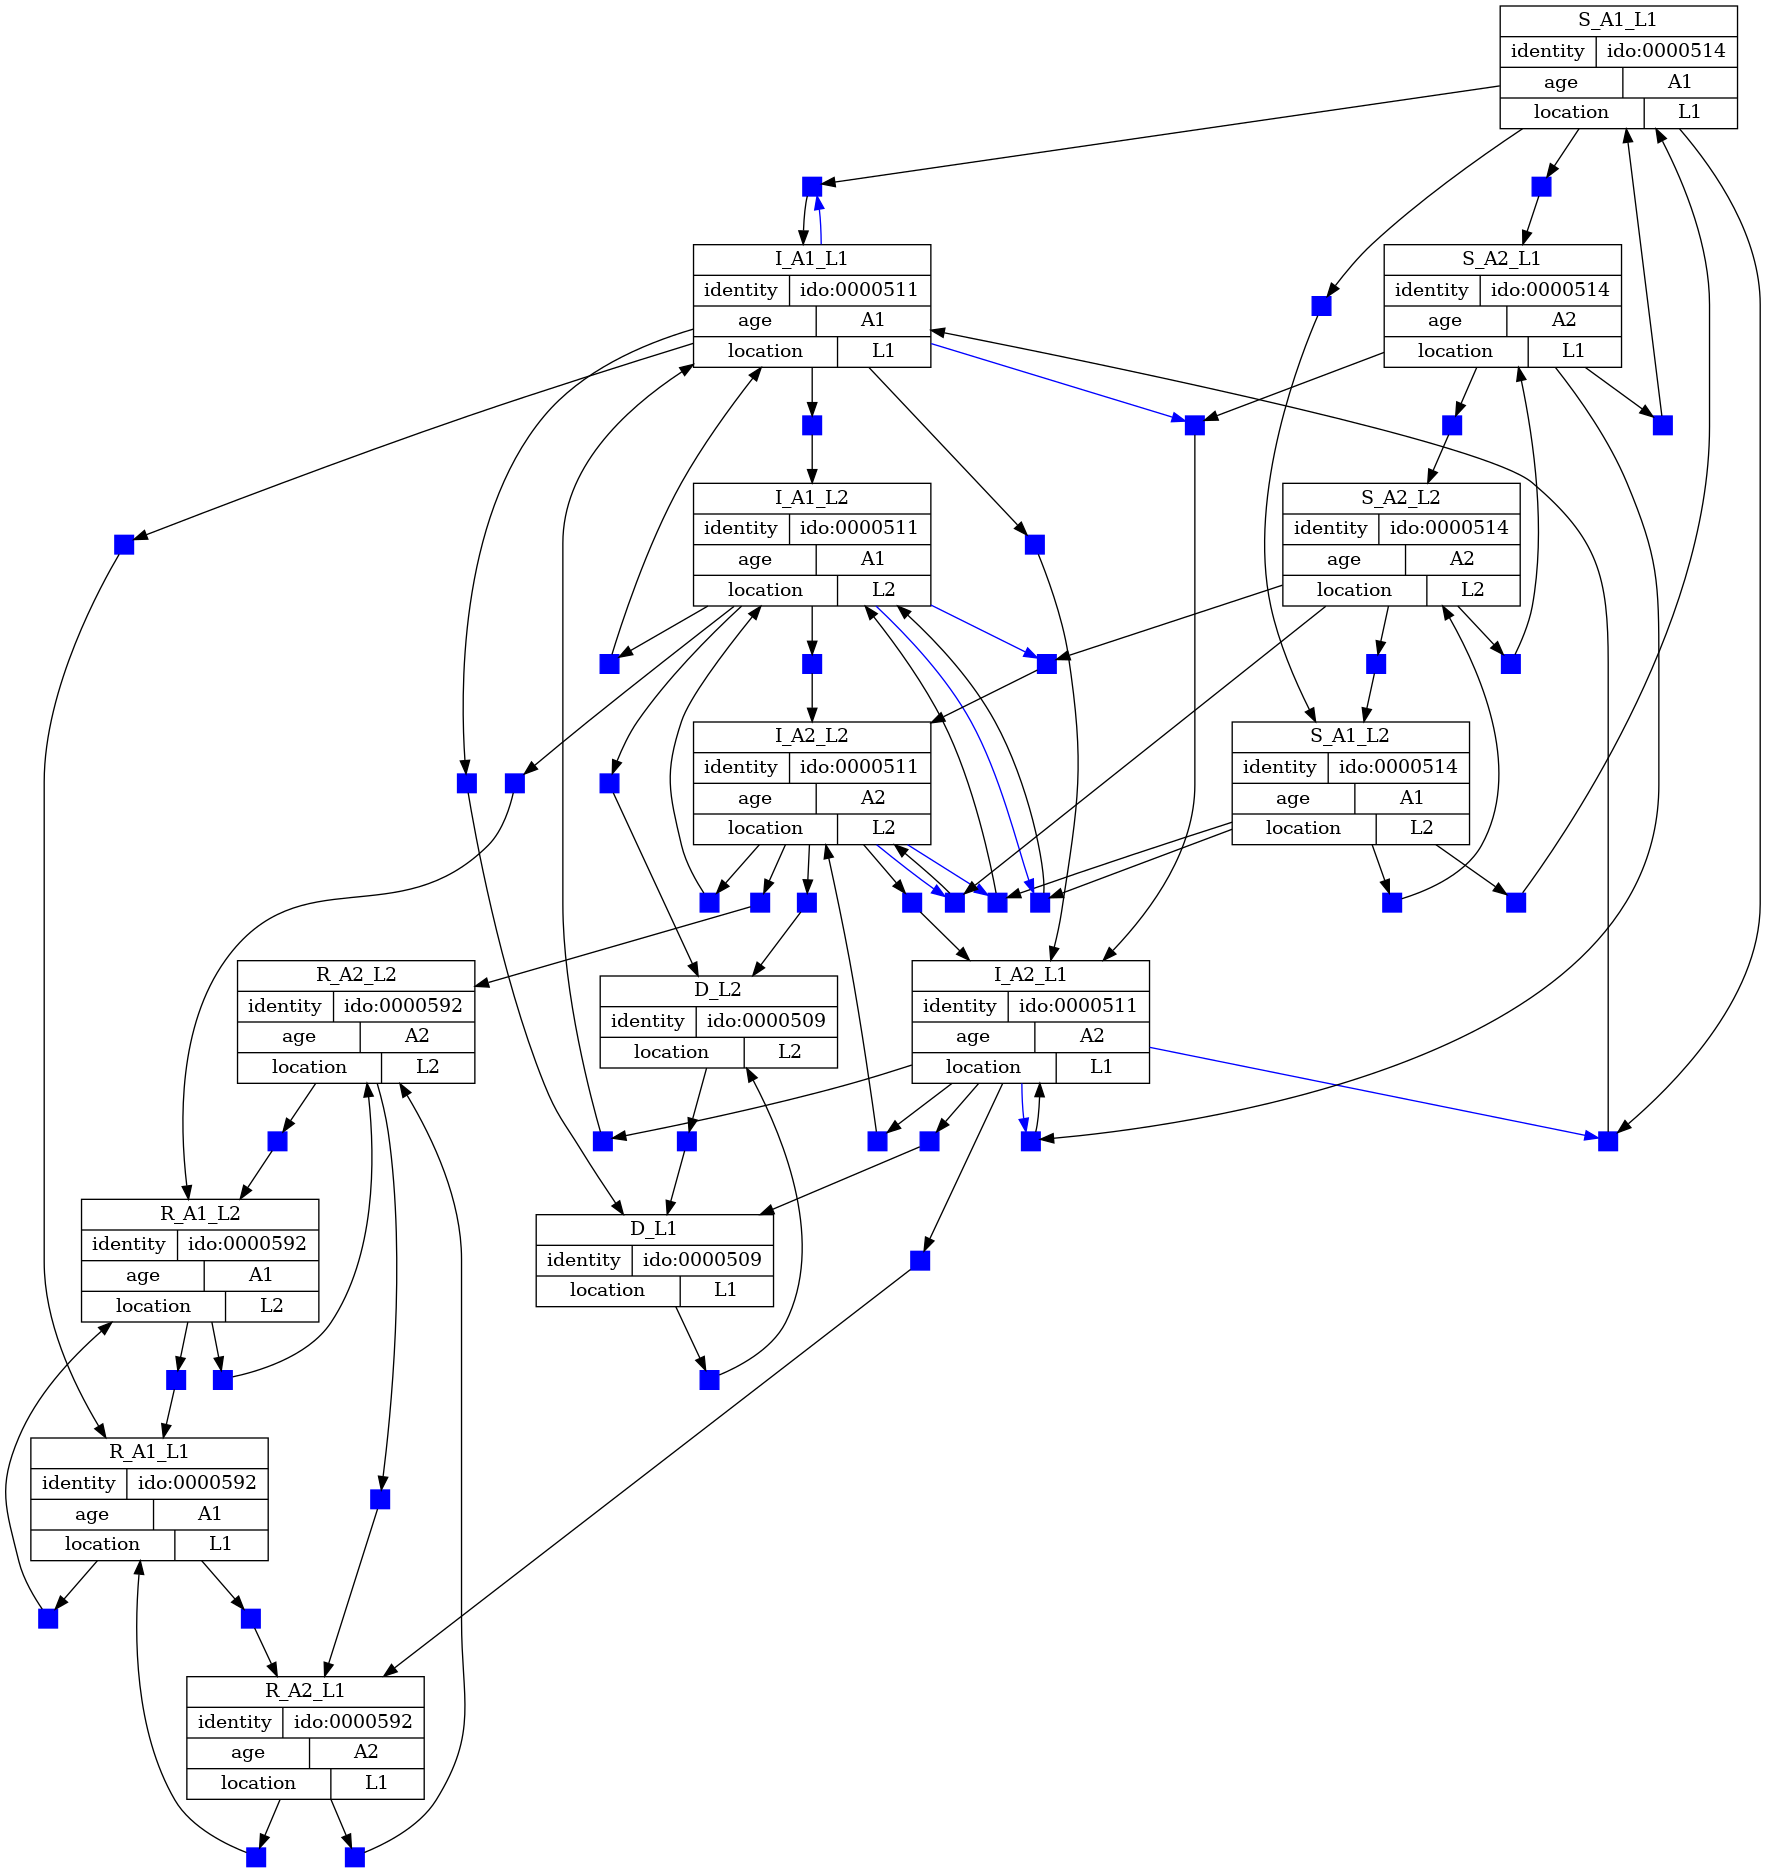 S_A1_L1
identity ido:0000514
age A1
location L1
I_A1_L1
identity ido:0000511
age A1
location L1
S_A2_L1
identity ido:0000514
age A2
location L1
I_A1_L2
identity ido:0000511
age A1
location L2
S_A2_L2
identity ido:0000514
age A2
location L2
I_A2_L2
identity ido:0000511
age A2
location L2
S_A1_L2
identity ido:0000514
age A1
location L2
R_A2_L2
identity ido:0000592
age A2
location L2
D_L2
identity ido:0000509
location L2
I_A2_L1
identity ido:0000511
age A2
location L1
R_A1_L2
identity ido:0000592
age A1
location L2
D_L1
identity ido:0000509
location L1
R_A1_L1
identity ido:0000592
age A1
location L1
R_A2_L1
identity ido:0000592
age A2
location L1